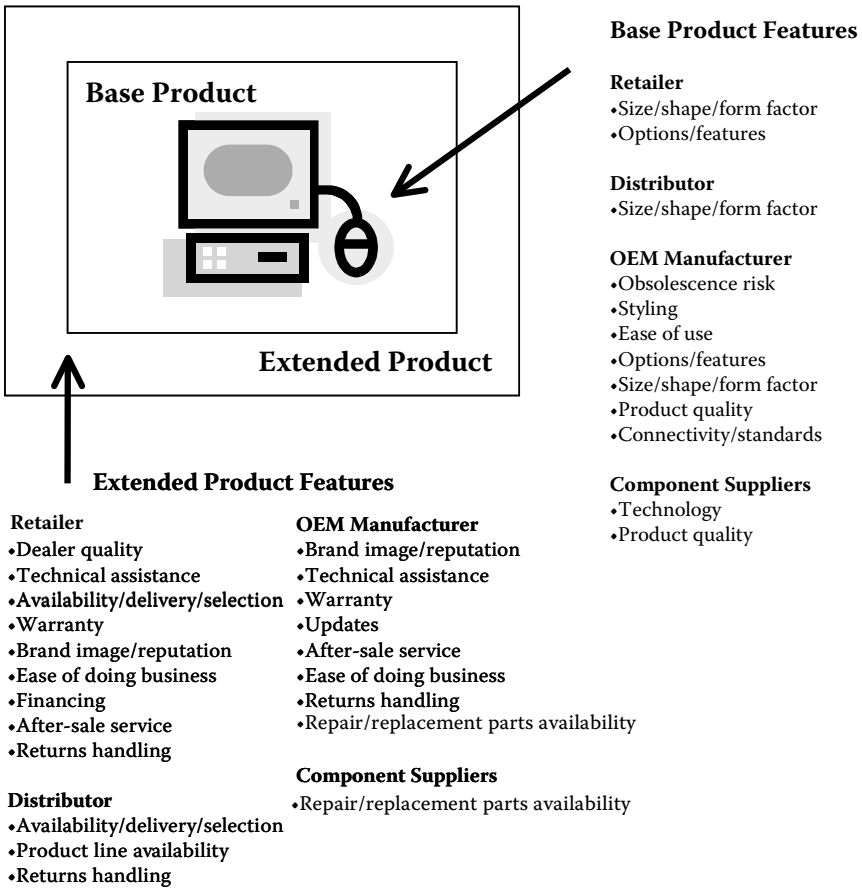 Base Product
Extended Product
Base Product Features
Retailer
•Size/shape/form factor
•Options/features
Distributor
•Size/shape/form factor
OEM Manufacturer
•Obsolescence risk
•Styling
•Ease of use
•Options/features
•Size/shape/form factor
•Product quality
•Connectivity/standards
Component Suppliers
•Technology
•Product quality
Extended Product Features
Retailer
•Dealer quality
•Technical assistance
•Availability/delivery/selection
•Warranty
•Brand image/reputation
•Ease of doing business
•Financing
•After-sale service
•Returns handling
Distributor
•Availability/delivery/selection
•Product line availability
•Returns handling
OEM Manufacturer
•Brand image/reputation
•Technical assistance
•Warranty
•Updates
•After-sale service
•Ease of doing business
•Returns handling
•Repair/replacement parts availability
Component Suppliers
•Repair/replacement parts availability